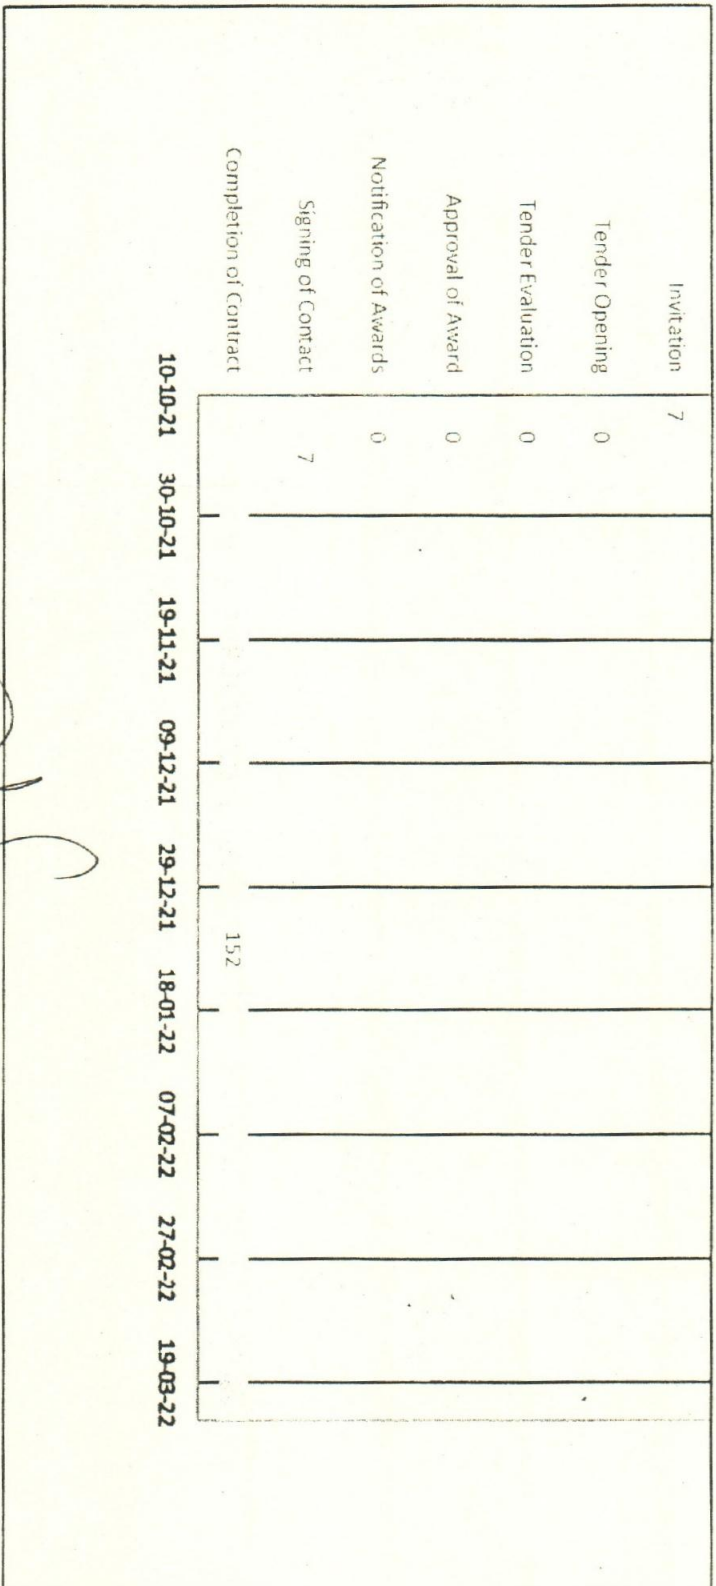 Invitation 7
Tender Opening 0
Tender Evaluation 0
Approval of Award 0
Notification of Awards 0
Signing of Contact 7
Completion of Contract 152
10-10-21 30-10-21 19-11-21 09-12-21 29-12-21 18-01-22 07-02-22 27-02-22 19-03-22